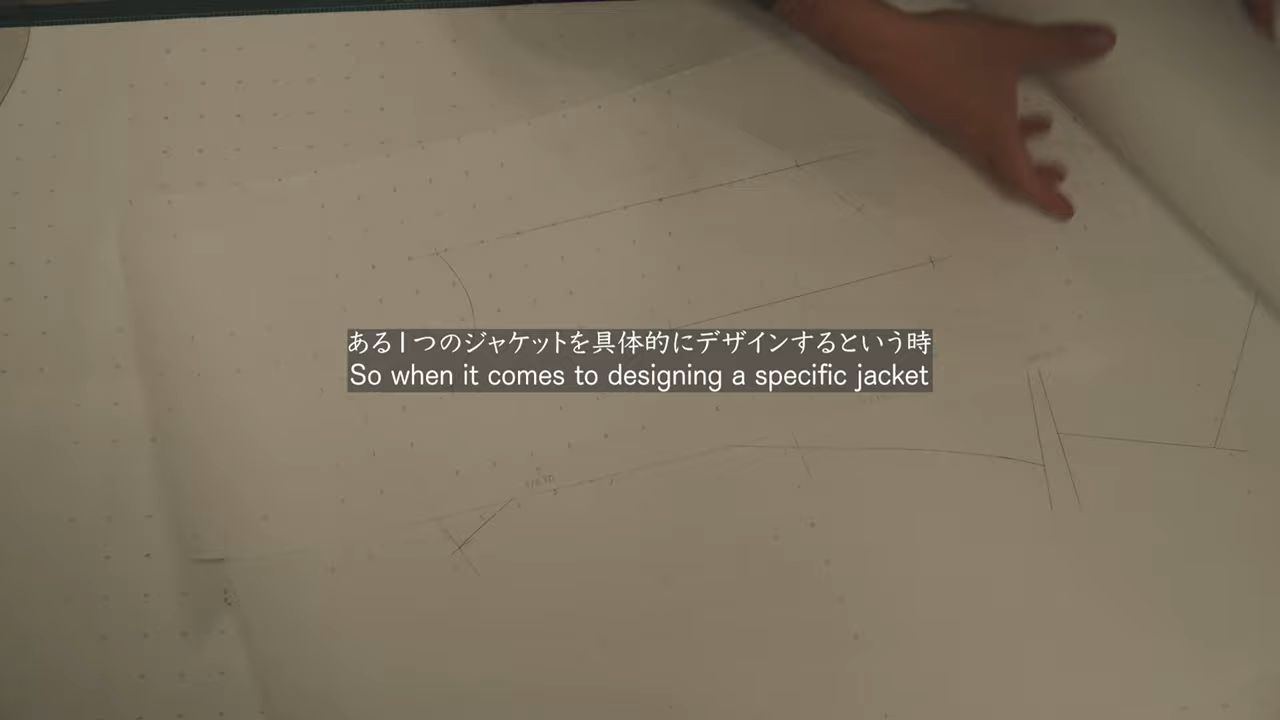 ある1つのジャケットを具体的にデザインするという時
So when it comes to designing a specific jacket